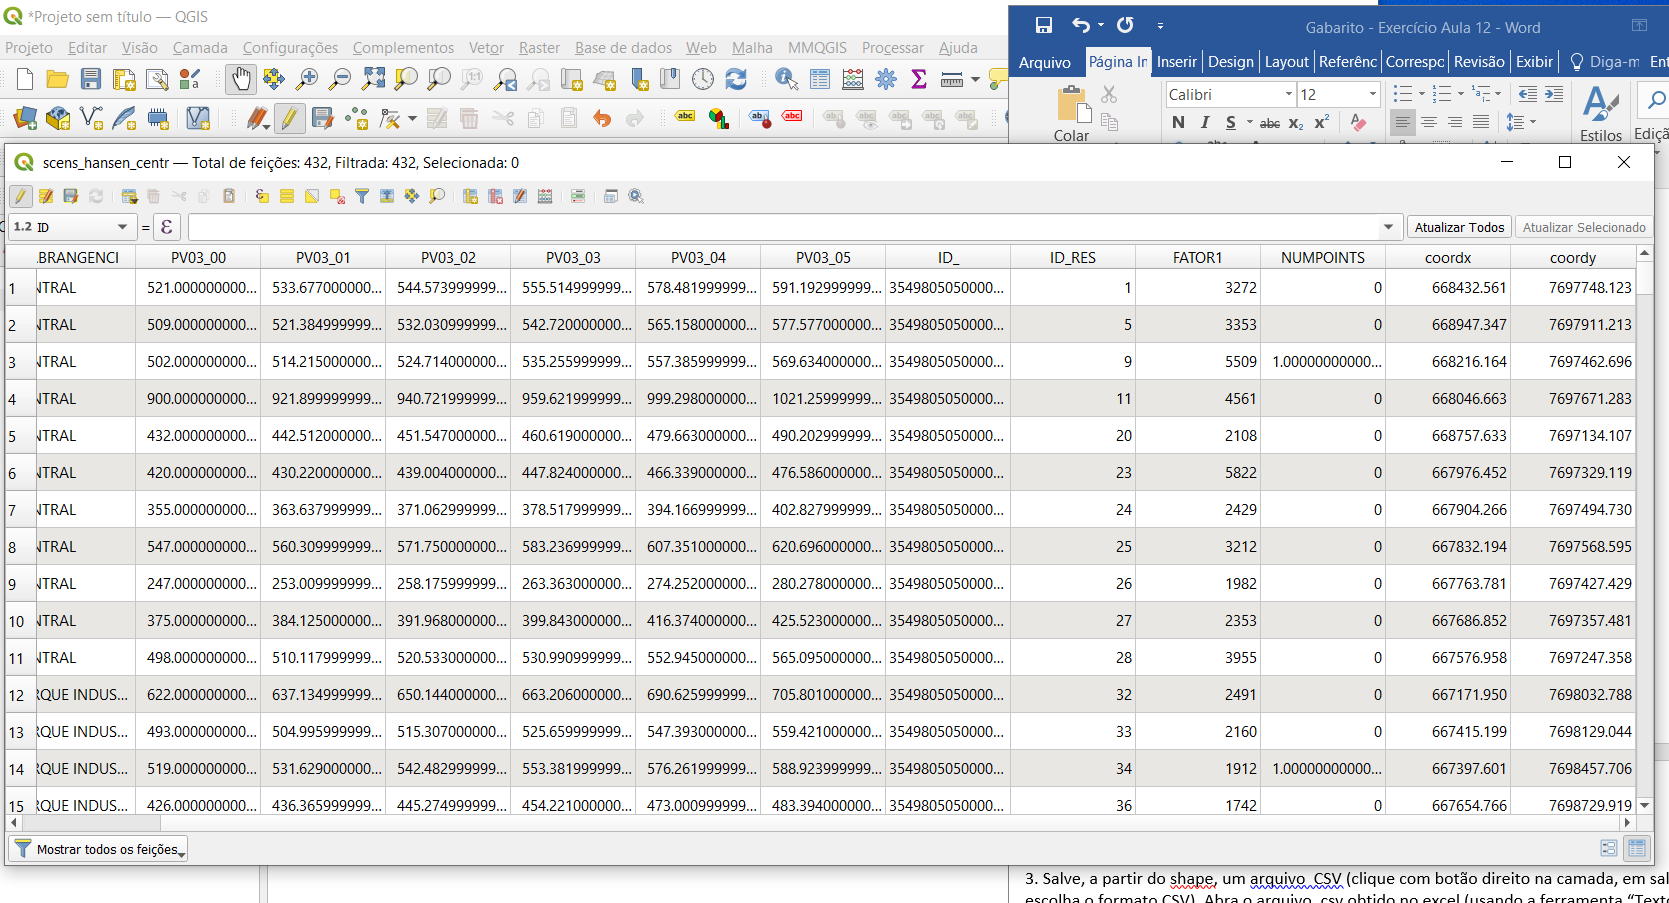 *Projeto sem título — QGIS
Projeto Editar Visão Camada Configurações Complementos Vetor Raster Base de dados Web Malha MMQGIS Processar Ajuda
Gabarito - Exercício Aula 12 - Word
Arquivo Página In Inserir Design Layout Referênc Corresp Revisão Exibir Diga-m Ent
Calibri 12
N I S abc x₂ x²
Colar Estilos Ediçã
scens_hansen_centr — Total de feições: 432, Filtrada: 432, Selecionada: 0
1.2 ID = ε Atualizar Todos Atualizar Selecionado
.BRANGENCI PV03_00 PV03_01 PV03_02 PV03_03 PV03_04 PV03_05 ID_ ID_RES FATOR1 NUMPOINTS coordx coordy
1 NTRAL 521.000000000... 533.677000000... 544.573999999... 555.514999999... 578.481999999... 591.192999999... 3549805050000... 1 3272 0 668432.561 7697748.123
2 NTRAL 509.000000000... 521.384999999... 532.030999999... 542.720000000... 565.158000000... 577.577000000... 3549805050000... 5 3353 0 668947.347 7697911.213
3 NTRAL 502.000000000... 514.215000000... 524.714000000... 535.255999999... 557.385999999... 569.634000000... 3549805050000... 9 5509 1.00000000000... 668216.164 7697462.696
4 NTRAL 900.000000000... 921.899999999... 940.721999999... 959.621999999... 999.298000000... 1021.25999999... 3549805050000... 11 4561 0 668046.663 7697671.283
5 NTRAL 432.000000000... 442.512000000... 451.547000000... 460.619000000... 479.663000000... 490.202999999... 3549805050000... 20 2108 0 668757.633 7697134.107
6 NTRAL 420.000000000... 430.220000000... 439.004000000... 447.824000000... 466.339000000... 476.586000000... 3549805050000... 23 5822 0 667976.452 7697329.119
7 NTRAL 355.000000000... 363.637999999... 371.062999999... 378.517999999... 394.166999999... 402.827999999... 3549805050000... 24 2429 0 667904.266 7697494.730
8 NTRAL 547.000000000... 560.309999999... 571.750000000... 583.236999999... 607.351000000... 620.696000000... 3549805050000... 25 3212 0 667832.194 7697568.595
9 NTRAL 247.000000000... 253.009999999... 258.175999999... 263.363000000... 274.252000000... 280.278000000... 3549805050000... 26 1982 0 667763.781 7697427.429
10 NTRAL 375.000000000... 384.125000000... 391.968000000... 399.843000000... 416.374000000... 425.523000000... 3549805050000... 27 2353 0 667686.852 7697357.481
11 NTRAL 498.000000000... 510.117999999... 520.533000000... 530.990999999... 552.945000000... 565.095000000... 3549805050000... 28 3955 0 667576.958 7697247.358
12 RQUE INDUS... 622.000000000... 637.134999999... 650.144000000... 663.206000000... 690.625999999... 705.801000000... 3549805050000... 32 2491 0 667171.950 7698032.788
13 RQUE INDUS... 493.000000000... 504.995999999... 515.307000000... 525.659999999... 547.393000000... 559.421000000... 3549805050000... 33 2160 0 667415.199 7698129.044
14 RQUE INDUS... 519.000000000... 531.629000000... 542.482999999... 553.381999999... 576.261999999... 588.923999999... 3549805050000... 34 1912 1.00000000000... 667397.601 7698457.706
15 RQUE INDUS... 426.000000000... 436.365999999... 445.274999999... 454.221000000... 473.000999999... 483.394000000... 3549805050000... 36 1742 0 667654.766 7698729.919
Mostrar todos os feições
3. Salve, a partir do shape, um arquivo CSV (clique com botão direito na camada, em sal
escolha o formato CSV). Abra o arquivo .csv obtido no excel (usando a ferramenta "Texto